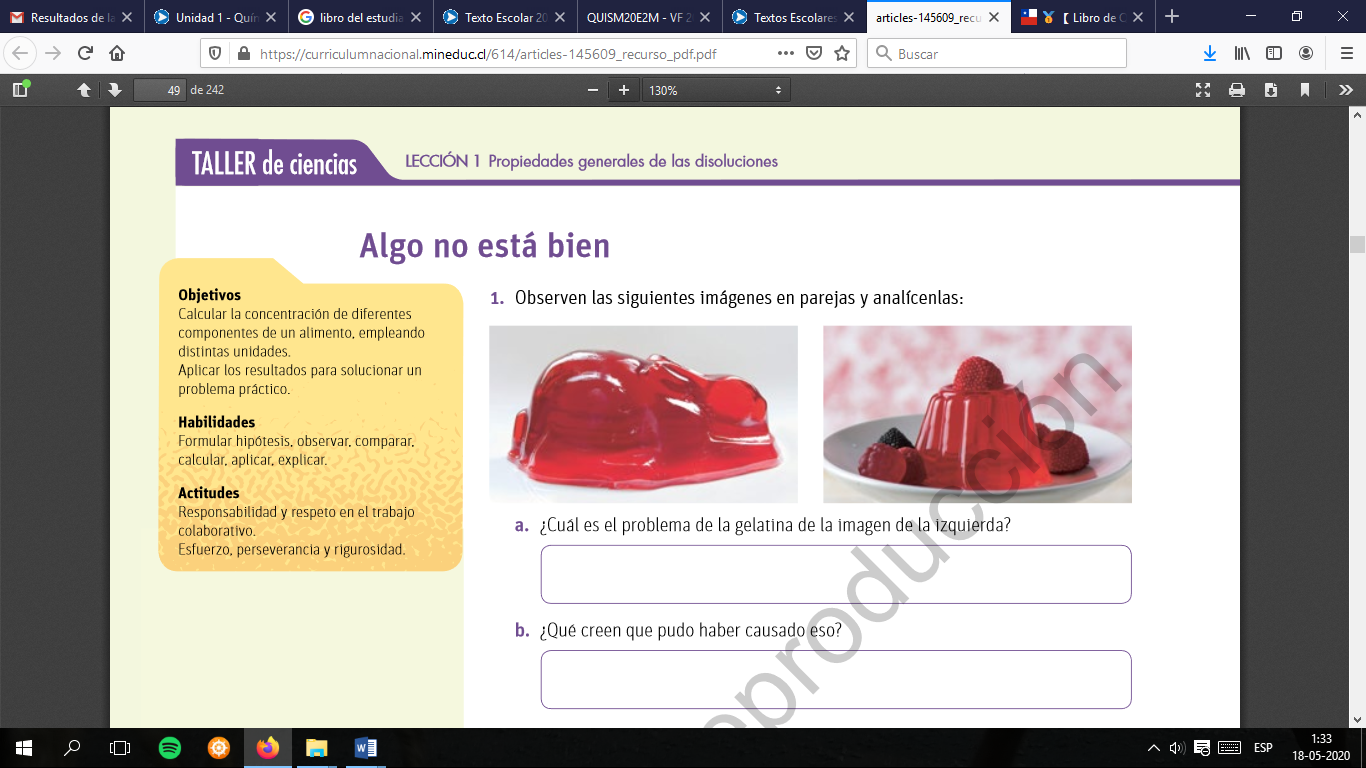 Resultados de la
Unidad 1 - Quín
libro del estudia
Texto Escolar 20
QUISM20E2M - VF 2
Textos Escolares
articles-145609_recu
【 Libro de C
https://curriculumnacional.mineduc.cl/614/articles-145609_recurso_pdf.pdf
Buscar
49 de 242
130%
TALLER de ciencias
LECCIÓN 1 Propiedades generales de las disoluciones
Algo no está bien
Objetivos
Calcular la concentración de diferentes
componentes de un alimento, empleando
distintas unidades.
Aplicar los resultados para solucionar un
problema práctico.
Habilidades
Formular hipótesis, observar, comparar,
calcular, aplicar, explicar.
Actitudes
Responsabilidad y respeto en el trabajo
colaborativo.
Esfuerzo, perseverancia y rigurosidad.
1. Observen las siguientes imágenes en parejas y analícenlas:
a. ¿Cuál es el problema de la gelatina de la imagen de la izquierda?
b. ¿Qué creen que pudo haber causado eso?
eproducción
ESP
1:33
18-05-2020